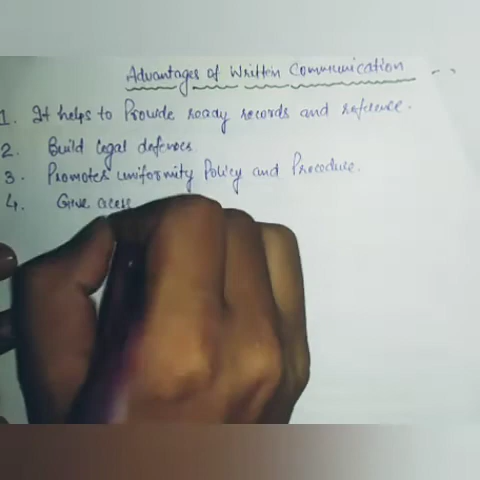 Advantages of Written Communication - - -
1. It helps to Provide ready records and reference.
2. Build legal defences
3. Promotes uniformity Policy and Procedure.
4. Give acess